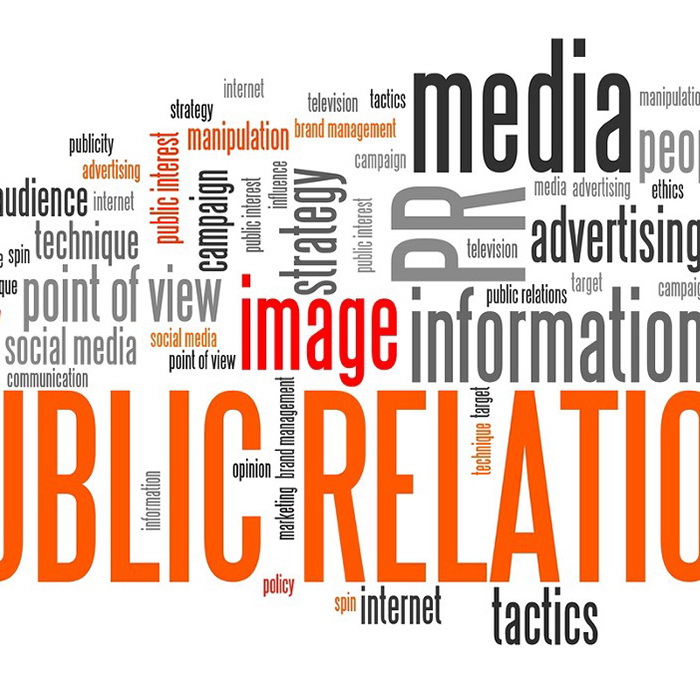 media
internet
television
tactics
manipulatio
strategy
manipulation
brand management
publicity
public interest
peop
campaign
advertising
influence
campaign
strategy
public interest
media
advertising
ethics
audience
internet
PR
public interest
technique
television
advertising
spin
e
que
point of view
image
public relations
target
campaig
information
social media
social media
point of view
communication
UBLIC RELATIO
brand management
target
technique
opinion
information
marketing
policy
spin
internet
tactics